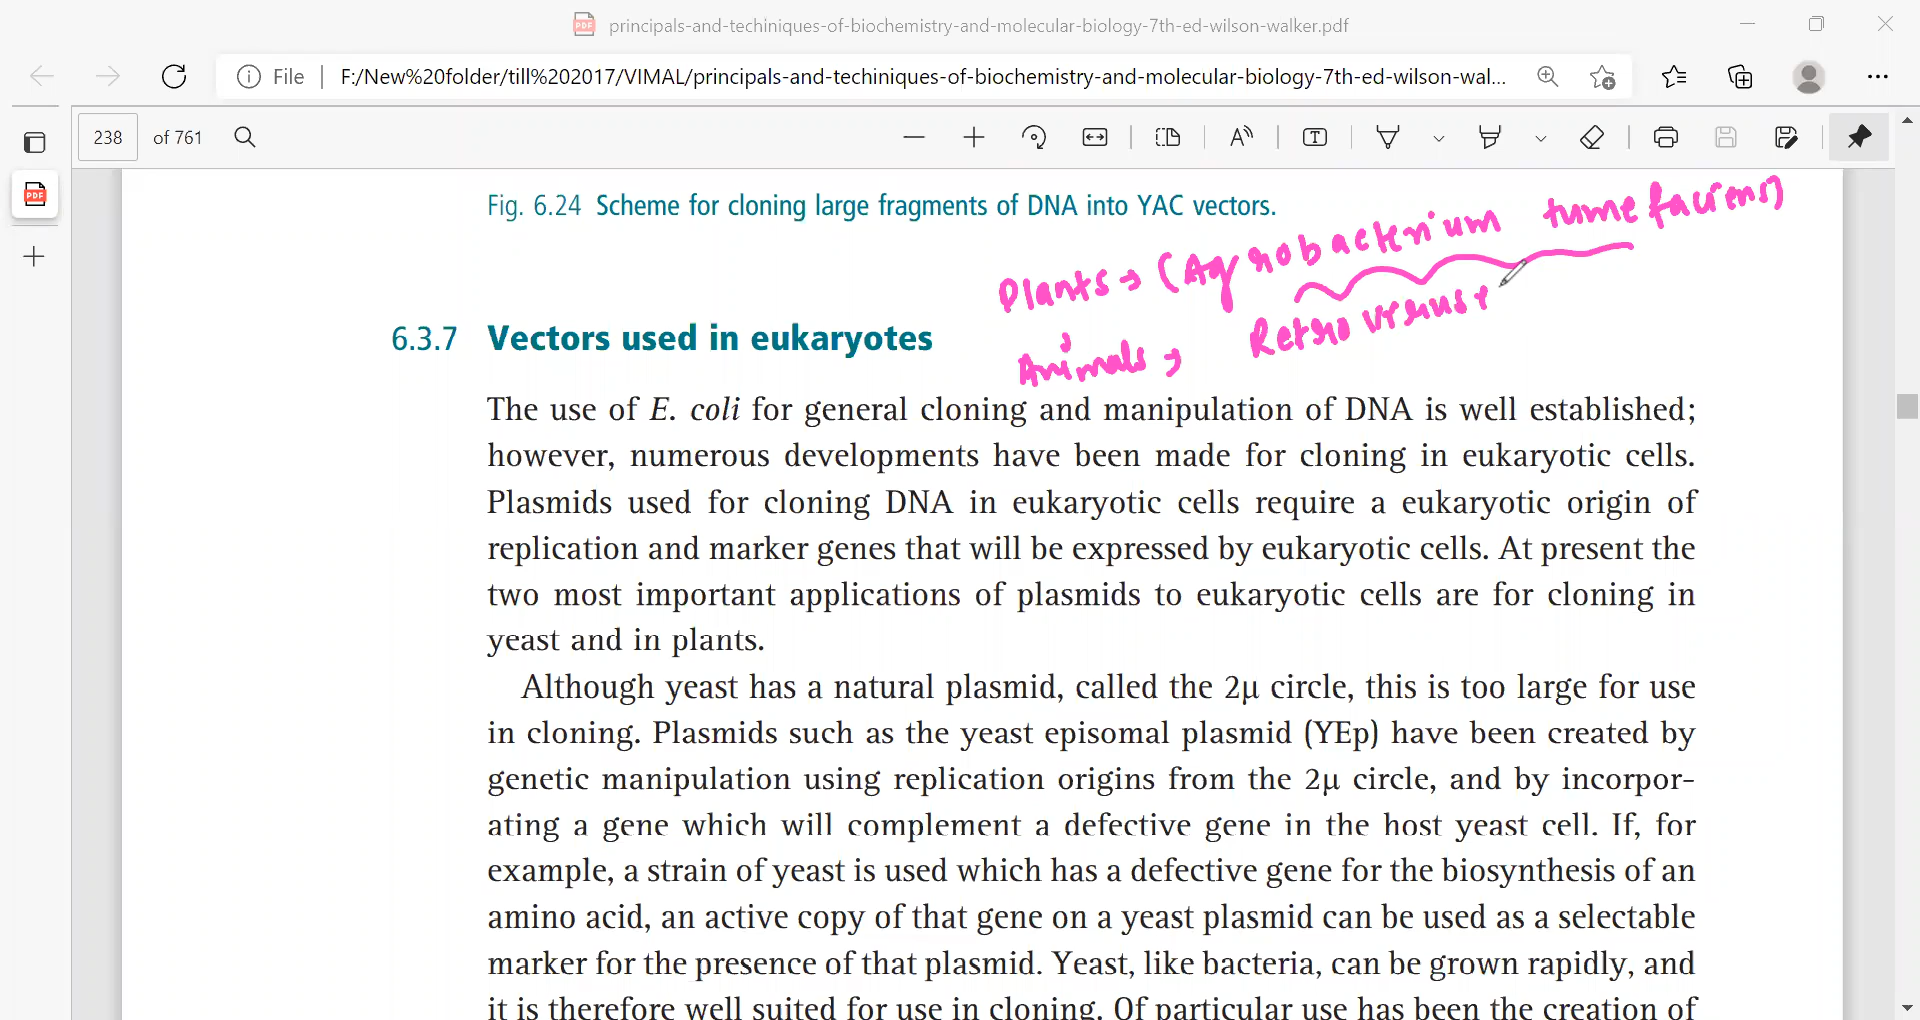 principals-and-techiniques-of-biochemistry-and-molecular-biology-7th-ed-wilson-walker.pdf
File
F:/New%20folder/till%202017/VIMAL/principals-and-techiniques-of-biochemistry-and-molecular-biology-7th-ed-wilson-wal...
238 of 761
Fig. 6.24 Scheme for cloning large fragments of DNA into YAC vectors.
Plants → (Agrobacterium tumefaciens)
Animals →
6.3.7 Vectors used in eukaryotes
The use of E. coli for general cloning and manipulation of DNA is well established;
however, numerous developments have been made for cloning in eukaryotic cells.
Plasmids used for cloning DNA in eukaryotic cells require a eukaryotic origin of
replication and marker genes that will be expressed by eukaryotic cells. At present the
two most important applications of plasmids to eukaryotic cells are for cloning in
yeast and in plants.
Although yeast has a natural plasmid, called the 2μ circle, this is too large for use
in cloning. Plasmids such as the yeast episomal plasmid (YEp) have been created by
genetic manipulation using replication origins from the 2μ circle, and by incorpor-
ating a gene which will complement a defective gene in the host yeast cell. If, for
example, a strain of yeast is used which has a defective gene for the biosynthesis of an
amino acid, an active copy of that gene on a yeast plasmid can be used as a selectable
marker for the presence of that plasmid. Yeast, like bacteria, can be grown rapidly, and
it is therefore well suited for use in cloning. Of particular use has been the creation of